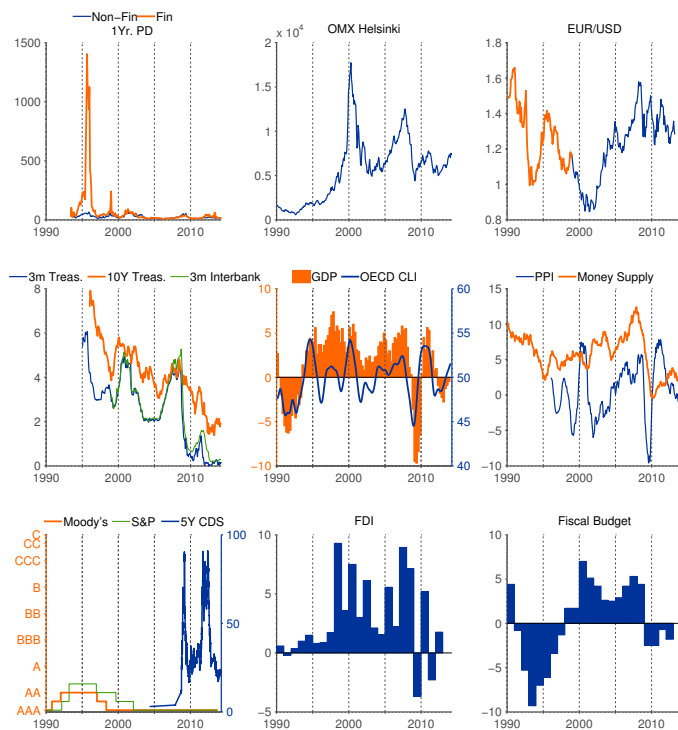 Non−Fin Fin
1Yr. PD
1500
1000
500
0
1990 2000 2010
x 10⁴ OMX Helsinki
2
1.5
1
0.5
0
1990 2000 2010
EUR/USD
1.8
1.6
1.4
1.2
1
0.8
1990 2000 2010
3m Treas. 10Y Treas. 3m Interbank
8
6
4
2
0
1990 2000 2010
GDP OECD CLI
10 60
5 55
0 50
−5 45
−10 40
1990 2000 2010
PPI Money Supply
15
10
5
0
−5
−10
1990 2000 2010
Moody's S&P 5Y CDS
C 100
CC
CCC
B
BB 50
BBB
A
AA
AAA 0
1990 2000 2010
FDI
10
5
0
−5
1990 2000 2010
Fiscal Budget
10
5
0
−5
−10
1990 2000 2010